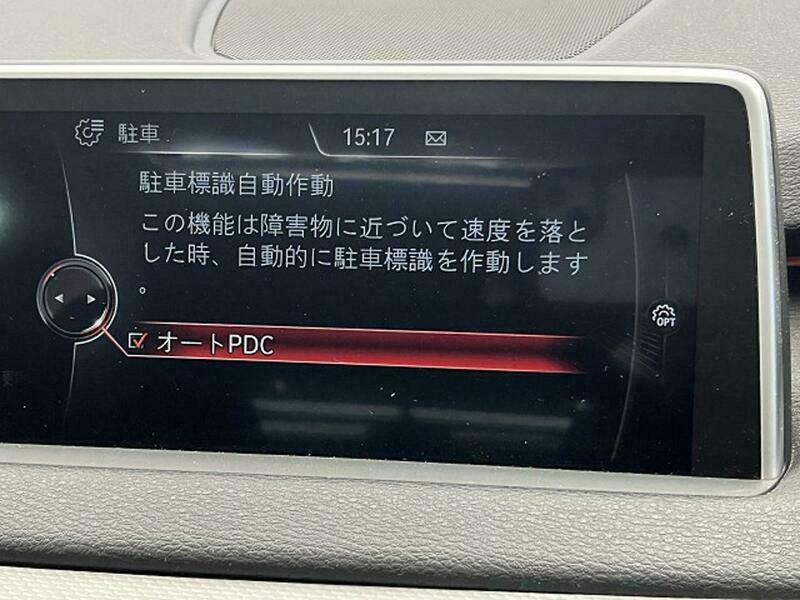 駐車
15:17
駐車標識自動作動
この機能は障害物に近づいて速度を落と
した時、自動的に駐車標識を作動します
。
オートPDC
OPT